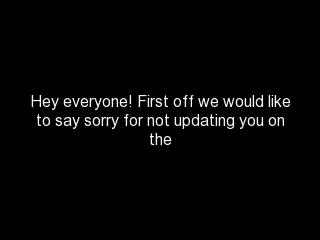 Hey everyone! First off we would like
to say sorry for not updating you on
the